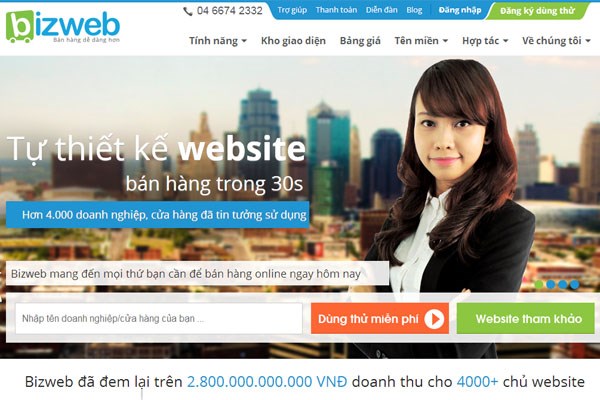 bizweb
Bán hàng dễ dàng hơn
04 6674 2332
Trợ giúp Thanh toán Diễn đàn Blog Đăng nhập Đăng ký dùng thử
Tính năng Kho giao diện Bảng giá Tên miền Hợp tác Về chúng tôi
Tự thiết kế website
bán hàng trong 30s
Hơn 4.000 doanh nghiệp, cửa hàng đã tin tưởng sử dụng
Bizweb mang đến mọi thứ bạn cần để bán hàng online ngay hôm nay
Nhập tên doanh nghiệp/cửa hàng của bạn ...
Dùng thử miễn phí
Website tham khảo
Bizweb đã đem lại trên 2.800.000.000.000 VNĐ doanh thu cho 4000+ chủ website